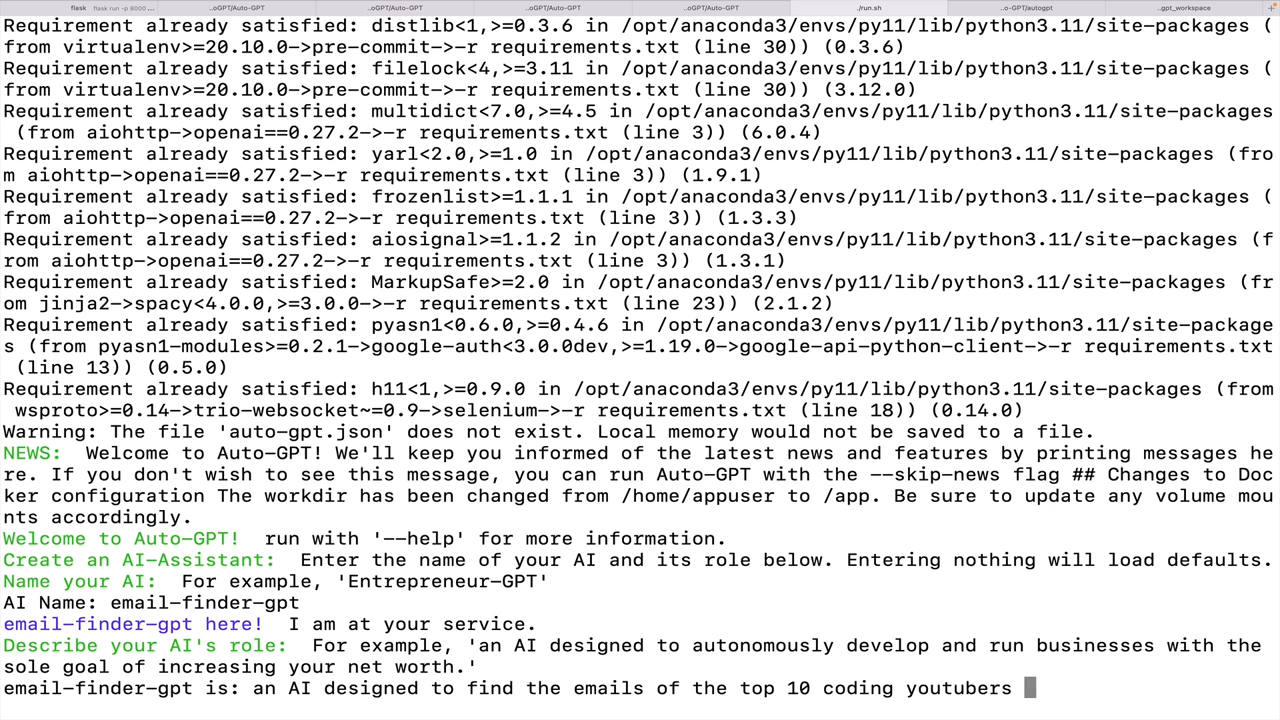 flask flask run -p 8000 ... ..oGPT/Auto-GPT ..oGPT/Auto-GPT ..oGPT/Auto-GPT ..oGPT/Auto-GPT ./run.sh ..o-GPT/autogpt ..gpt_workspace +
Requirement already satisfied: distlib<1,>=0.3.6 in /opt/anaconda3/envs/py11/lib/python3.11/site-packages (
from virtualenv>=20.10.0->pre-commit->-r requirements.txt (line 30)) (0.3.6)
Requirement already satisfied: filelock<4,>=3.11 in /opt/anaconda3/envs/py11/lib/python3.11/site-packages (
from virtualenv>=20.10.0->pre-commit->-r requirements.txt (line 30)) (3.12.0)
Requirement already satisfied: multidict<7.0,>=4.5 in /opt/anaconda3/envs/py11/lib/python3.11/site-packages
(from aiohttp->openai==0.27.2->-r requirements.txt (line 3)) (6.0.4)
Requirement already satisfied: yarl<2.0,>=1.0 in /opt/anaconda3/envs/py11/lib/python3.11/site-packages (fro
m aiohttp->openai==0.27.2->-r requirements.txt (line 3)) (1.9.1)
Requirement already satisfied: frozenlist>=1.1.1 in /opt/anaconda3/envs/py11/lib/python3.11/site-packages (
from aiohttp->openai==0.27.2->-r requirements.txt (line 3)) (1.3.3)
Requirement already satisfied: aiosignal>=1.1.2 in /opt/anaconda3/envs/py11/lib/python3.11/site-packages (f
rom aiohttp->openai==0.27.2->-r requirements.txt (line 3)) (1.3.1)
Requirement already satisfied: MarkupSafe>=2.0 in /opt/anaconda3/envs/py11/lib/python3.11/site-packages (fr
om jinja2->spacy<4.0.0,>=3.0.0->-r requirements.txt (line 23)) (2.1.2)
Requirement already satisfied: pyasn1<0.6.0,>=0.4.6 in /opt/anaconda3/envs/py11/lib/python3.11/site-package
s (from pyasn1-modules>=0.2.1->google-auth<3.0.0dev,>=1.19.0->google-api-python-client->-r requirements.txt
(line 13)) (0.5.0)
Requirement already satisfied: h11<1,>=0.9.0 in /opt/anaconda3/envs/py11/lib/python3.11/site-packages (from
wsproto>=0.14->trio-websocket~=0.9->selenium->-r requirements.txt (line 18)) (0.14.0)
Warning: The file 'auto-gpt.json' does not exist. Local memory would not be saved to a file.
NEWS: Welcome to Auto-GPT! We'll keep you informed of the latest news and features by printing messages he
re. If you don't wish to see this message, you can run Auto-GPT with the --skip-news flag ## Changes to Doc
ker configuration The workdir has been changed from /home/appuser to /app. Be sure to update any volume mou
nts accordingly.
Welcome to Auto-GPT! run with '--help' for more information.
Create an AI-Assistant: Enter the name of your AI and its role below. Entering nothing will load defaults.
Name your AI: For example, 'Entrepreneur-GPT'
AI Name: email-finder-gpt
email-finder-gpt here! I am at your service.
Describe your AI's role: For example, 'an AI designed to autonomously develop and run businesses with the
sole goal of increasing your net worth.'
email-finder-gpt is: an AI designed to find the emails of the top 10 coding youtubers